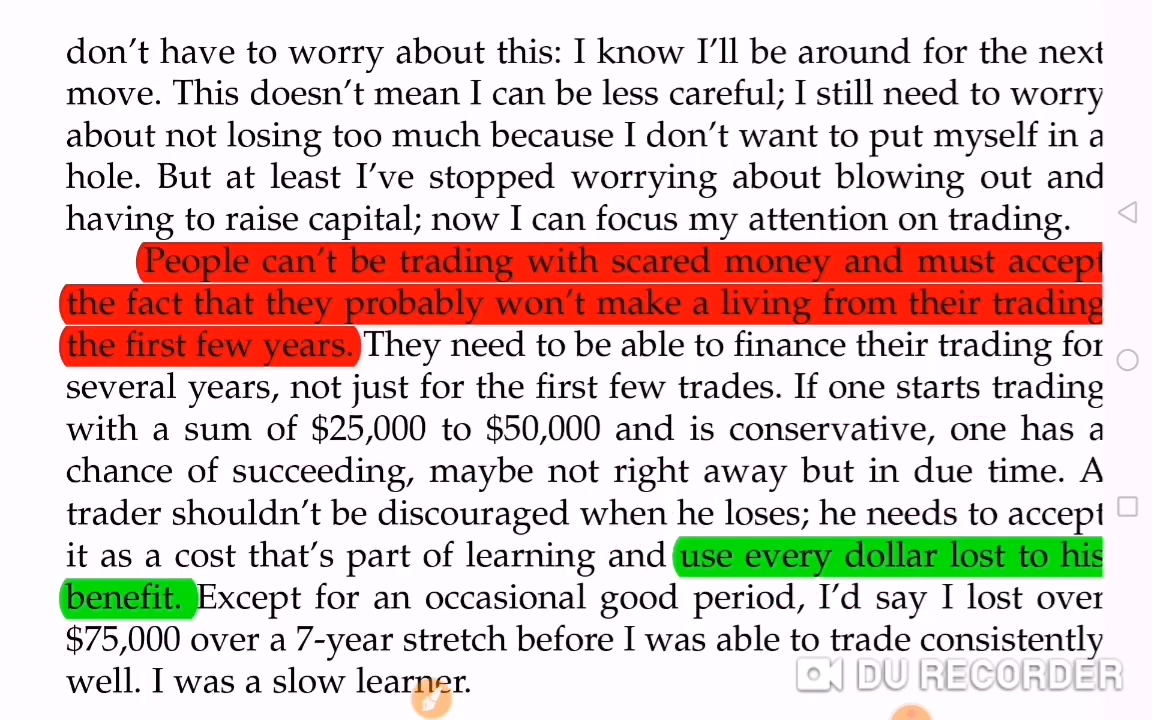 don’t have to worry about this: I know I’ll be around for the next
move. This doesn’t mean I can be less careful; I still need to worry
about not losing too much because I don’t want to put myself in a
hole. But at least I’ve stopped worrying about blowing out and
having to raise capital; now I can focus my attention on trading.
People can’t be trading with scared money and must accept
the fact that they probably won’t make a living from their trading
the first few years. They need to be able to finance their trading for
several years, not just for the first few trades. If one starts trading
with a sum of $25,000 to $50,000 and is conservative, one has a
chance of succeeding, maybe not right away but in due time. A
trader shouldn’t be discouraged when he loses; he needs to accept
it as a cost that’s part of learning and use every dollar lost to his
benefit. Except for an occasional good period, I’d say I lost over
$75,000 over a 7-year stretch before I was able to trade consistently
well. I was a slow learner.
DU RECORDER